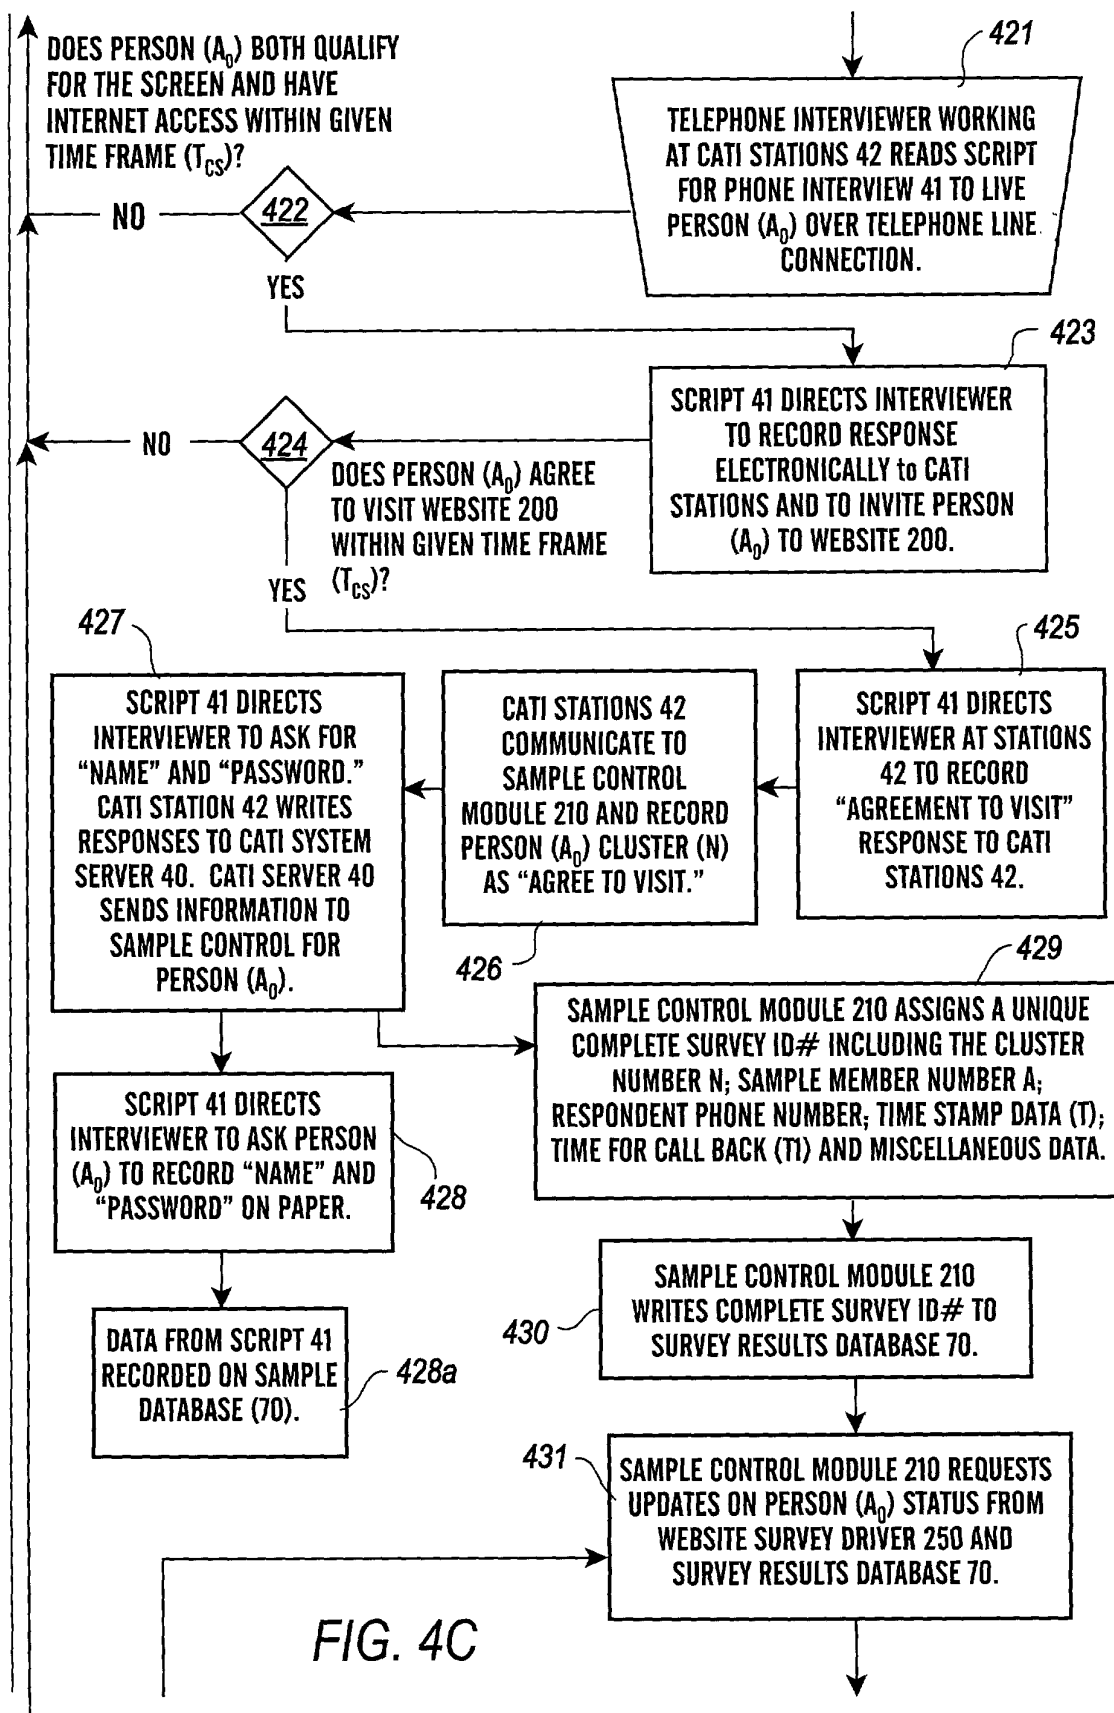 421
DOES PERSON (A0) BOTH QUALIFY
FOR THE SCREEN AND HAVE
INTERNET ACCESS WITHIN GIVEN
TIME FRAME (TCS)?
TELEPHONE INTERVIEWER WORKING
AT CATI STATIONS 42 READS SCRIPT
FOR PHONE INTERVIEW 41 TO LIVE
PERSON (A0) OVER TELEPHONE LINE
CONNECTION.
NO
422
YES
423
SCRIPT 41 DIRECTS INTERVIEWER
TO RECORD RESPONSE
ELECTRONICALLY to CATI
STATIONS AND TO INVITE PERSON
(A0) TO WEBSITE 200.
NO
424
DOES PERSON (A0) AGREE
TO VISIT WEBSITE 200
WITHIN GIVEN TIME FRAME
(TCS)?
YES
427
425
SCRIPT 41 DIRECTS
INTERVIEWER TO ASK FOR
“NAME” AND “PASSWORD.”
CATI STATION 42 WRITES
RESPONSES TO CATI SYSTEM
SERVER 40. CATI SERVER 40
SENDS INFORMATION TO
SAMPLE CONTROL FOR
PERSON (A0).
CATI STATIONS 42
COMMUNICATE TO
SAMPLE CONTROL
MODULE 210 AND RECORD
PERSON (A0) CLUSTER (N)
AS “AGREE TO VISIT.”
SCRIPT 41 DIRECTS
INTERVIEWER AT STATIONS
42 TO RECORD
“AGREEMENT TO VISIT”
RESPONSE TO CATI
STATIONS 42.
426
429
SAMPLE CONTROL MODULE 210 ASSIGNS A UNIQUE
COMPLETE SURVEY ID# INCLUDING THE CLUSTER
NUMBER N; SAMPLE MEMBER NUMBER A;
RESPONDENT PHONE NUMBER; TIME STAMP DATA (T);
TIME FOR CALL BACK (T1) AND MISCELLANEOUS DATA.
SCRIPT 41 DIRECTS
INTERVIEWER TO ASK PERSON
(A0) TO RECORD “NAME” AND
“PASSWORD” ON PAPER.
428
SAMPLE CONTROL MODULE 210
WRITES COMPLETE SURVEY ID# TO
SURVEY RESULTS DATABASE 70.
430
DATA FROM SCRIPT 41
RECORDED ON SAMPLE
DATABASE (70).
428a
431
SAMPLE CONTROL MODULE 210 REQUESTS
UPDATES ON PERSON (A0) STATUS FROM
WEBSITE SURVEY DRIVER 250 AND
SURVEY RESULTS DATABASE 70.
FIG. 4C